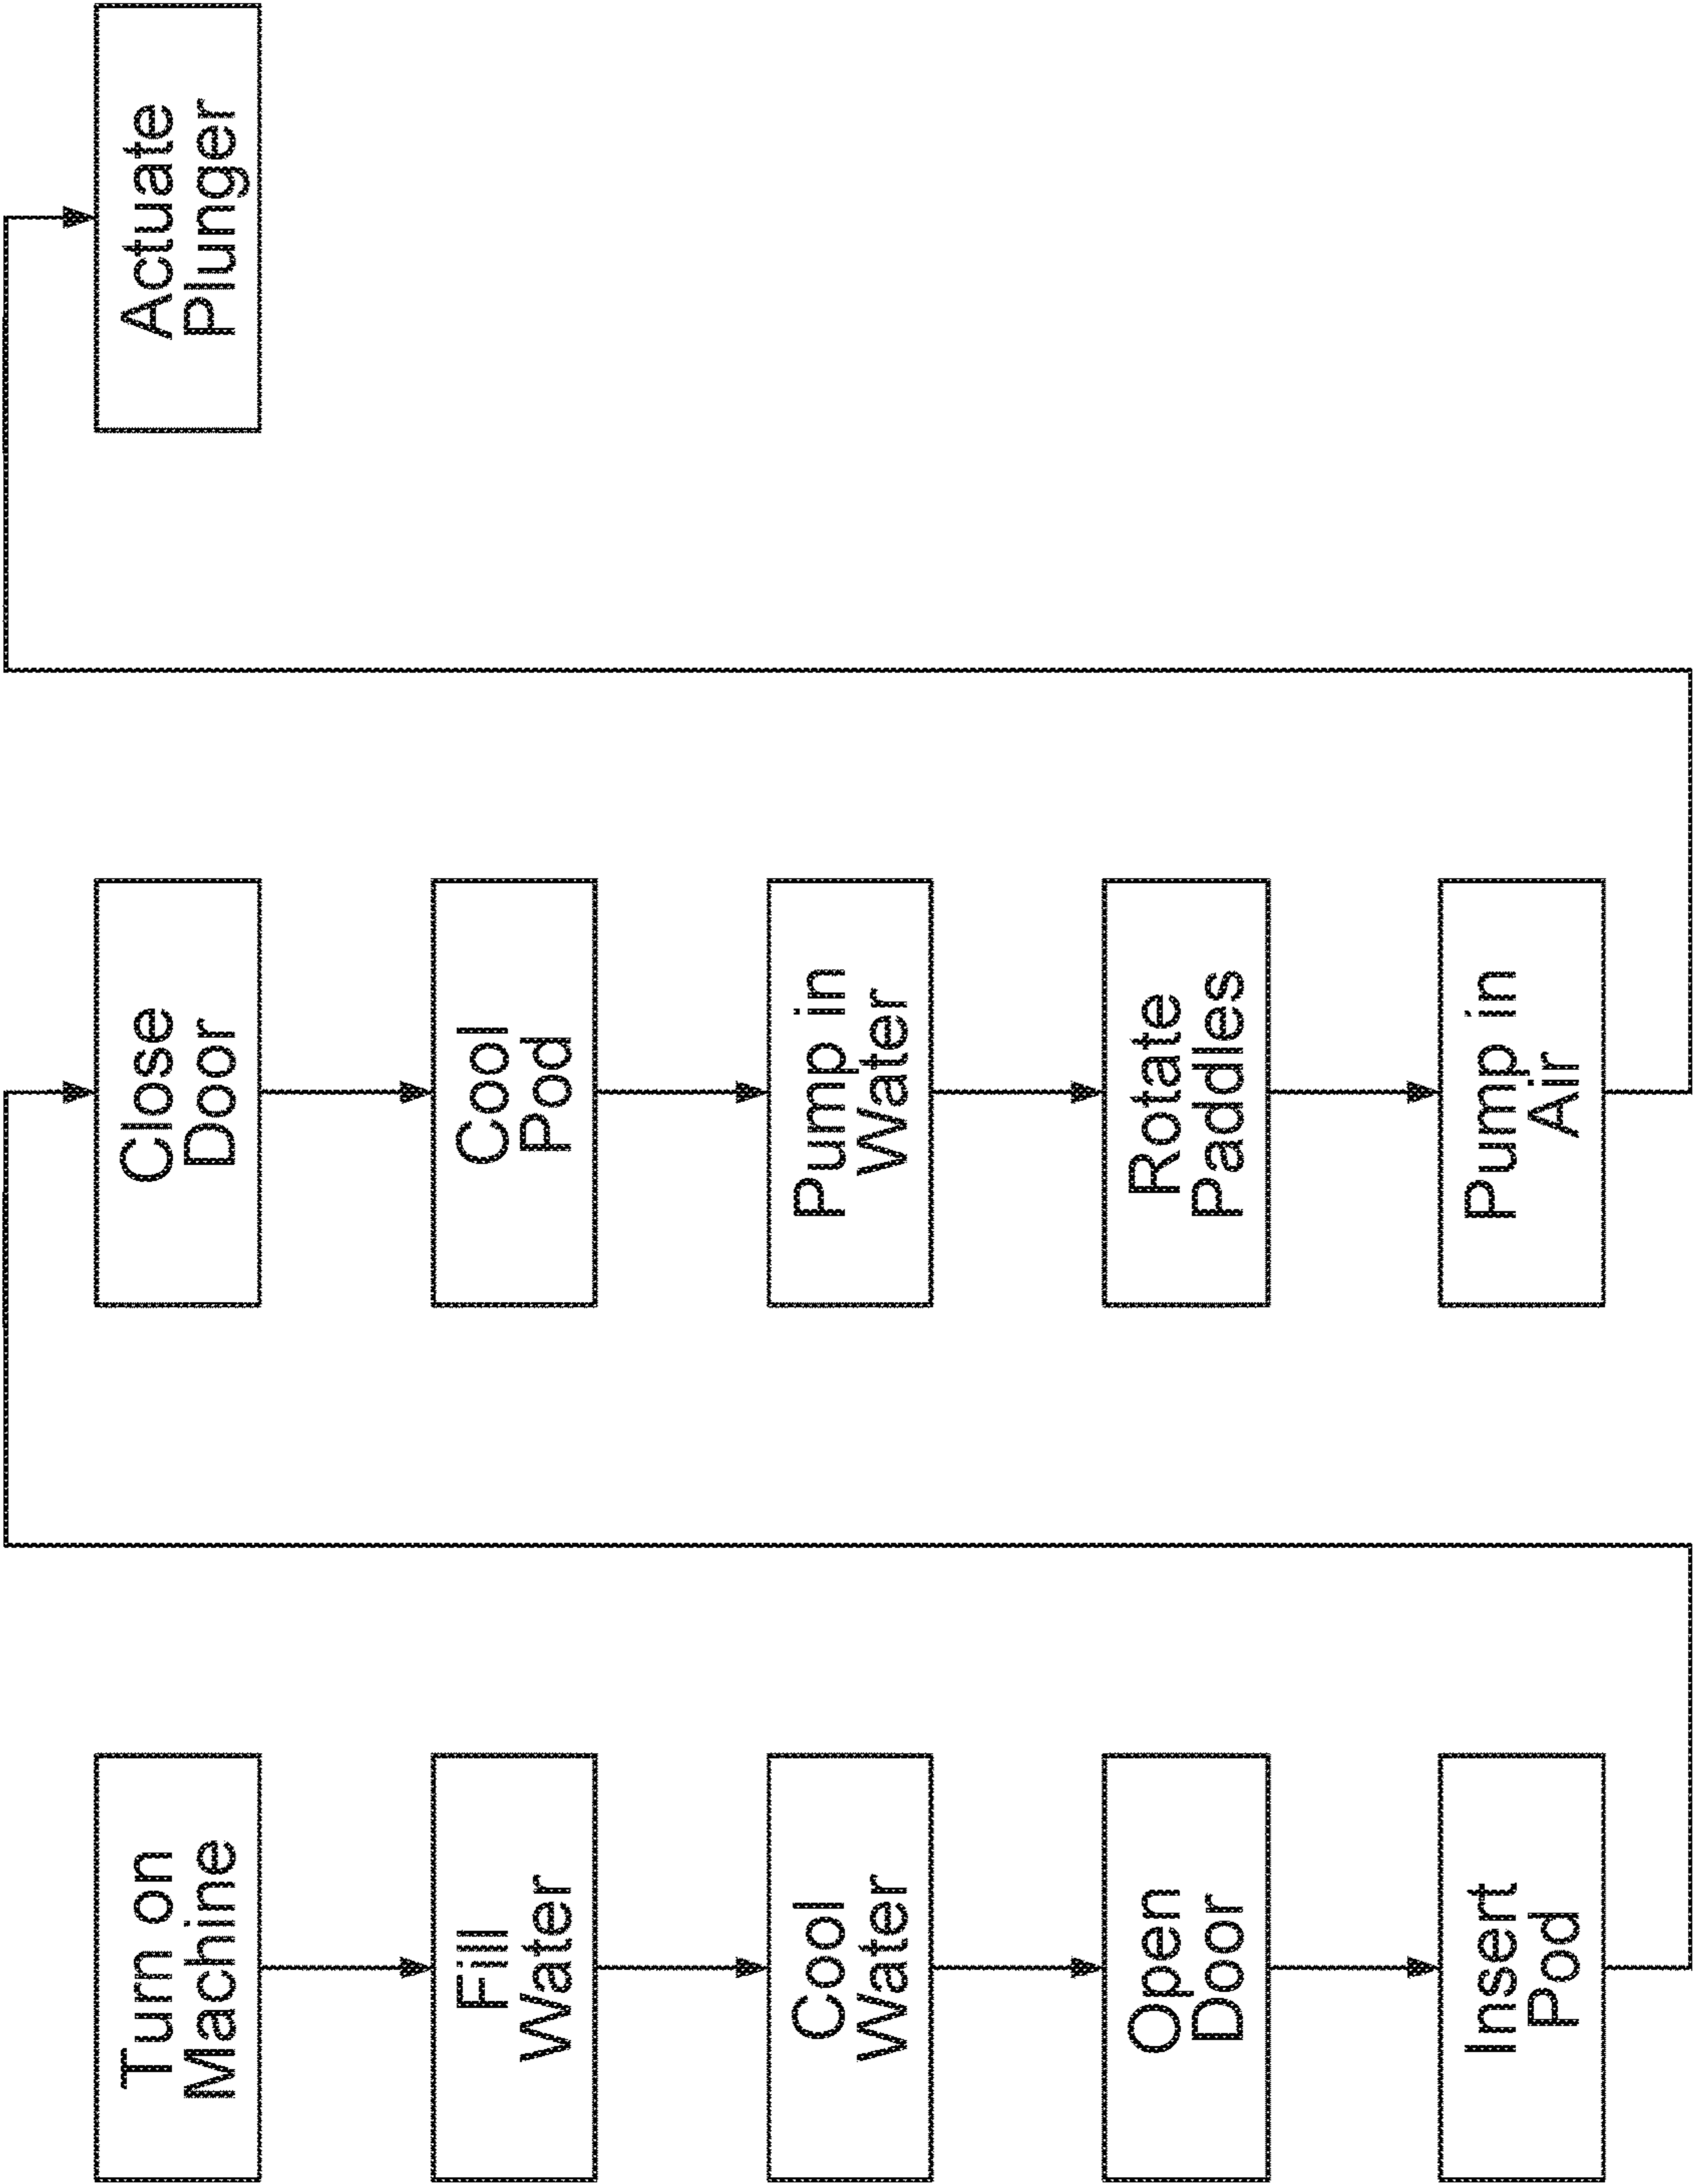 Turn on
Machine
Fill
Water
Cool
Water
Open
Door
Insert
Pod
Close
Door
Cool
Pod
Pump in
Water
Rotate
Paddles
Pump in
Air
Actuate
Plunger